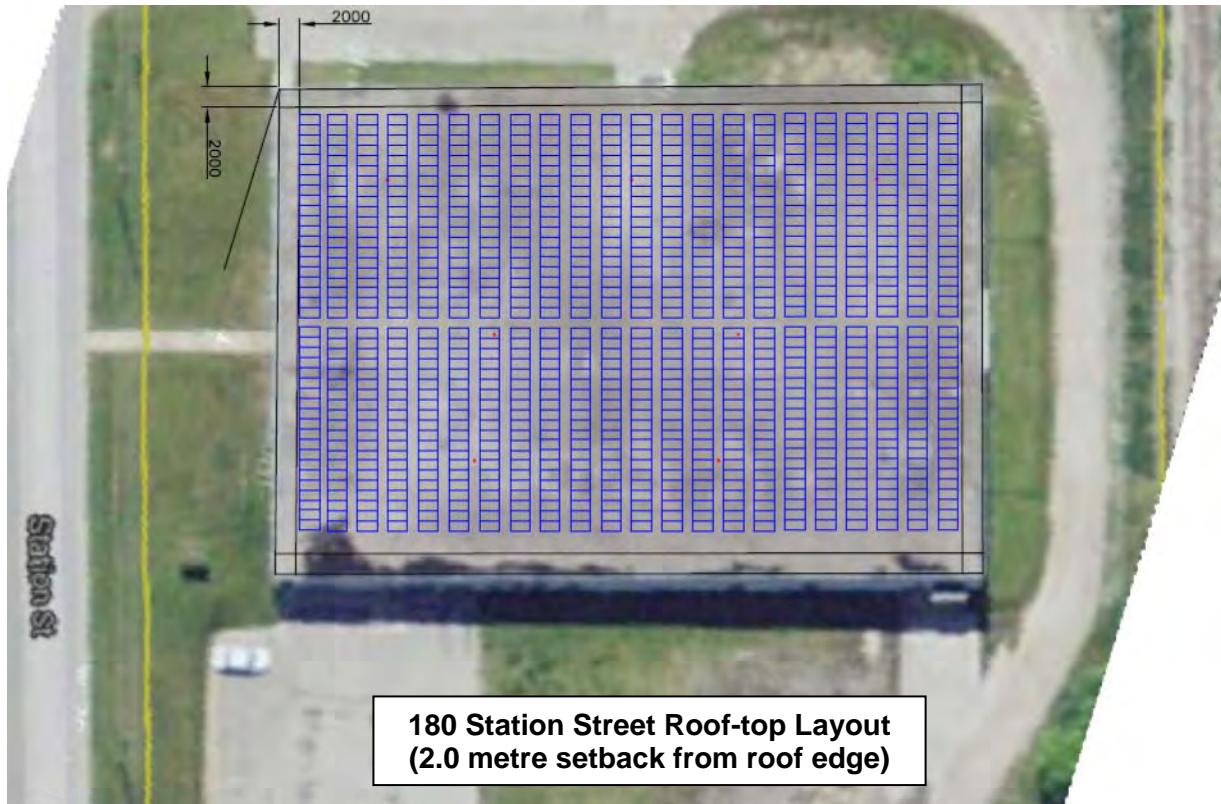 2000
2000
Station St
180 Station Street Roof-top Layout
(2.0 metre setback from roof edge)